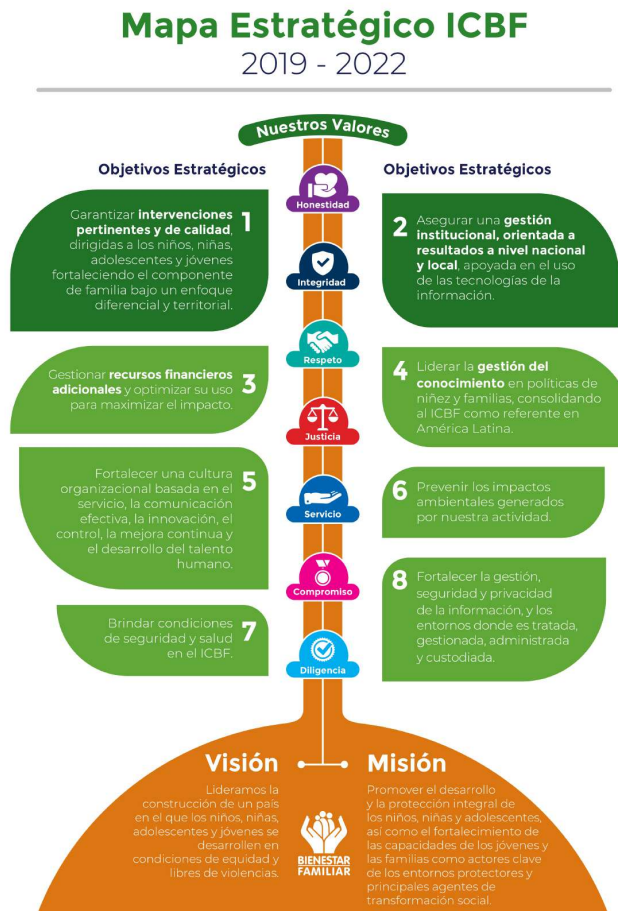 Mapa Estratégico ICBF
2019 - 2022
Nuestros Valores
Objetivos Estratégicos
Objetivos Estratégicos
Honestidad
Integridad
Respeto
Justicia
Servicio
Compromiso
Diligencia
1
Garantizar intervenciones
pertinentes y de calidad,
dirigidas a los niños, niñas,
adolescentes y jóvenes
fortaleciendo el componente
de familia bajo un enfoque
diferencial y territorial.
2
Asegurar una gestión
institucional, orientada a
resultados a nivel nacional
y local, apoyada en el uso
de las tecnologías de la
información.
3
Gestionar recursos financieros
adicionales y optimizar su uso
para maximizar el impacto.
4
Liderar la gestión del
conocimiento en políticas de
niñez y familias, consolidando
al ICBF como referente en
América Latina.
5
Fortalecer una cultura
organizacional basada en el
servicio, la comunicación
efectiva, la innovación, el
control, la mejora continua y
el desarrollo del talento
humano.
6
Prevenir los impactos
ambientales generados
por nuestra actividad.
7
Brindar condiciones
de seguridad y salud
en el ICBF.
8
Fortalecer la gestión,
seguridad y privacidad
de la información, y los
entornos donde es tratada,
gestionada, administrada
y custodiada.
Visión
Lideramos la
construcción de un país
en el que los niños, niñas,
adolescentes y jóvenes se
desarrollan en
condiciones de equidad y
libres de violencias.
BIENESTAR
FAMILIAR
Misión
Promover el desarrollo
y la protección integral de
los niños, niñas y adolescentes,
así como el fortalecimiento de
las capacidades de los jóvenes y
las familias como actores clave
de los entornos protectores y
principales agentes de
transformación social.